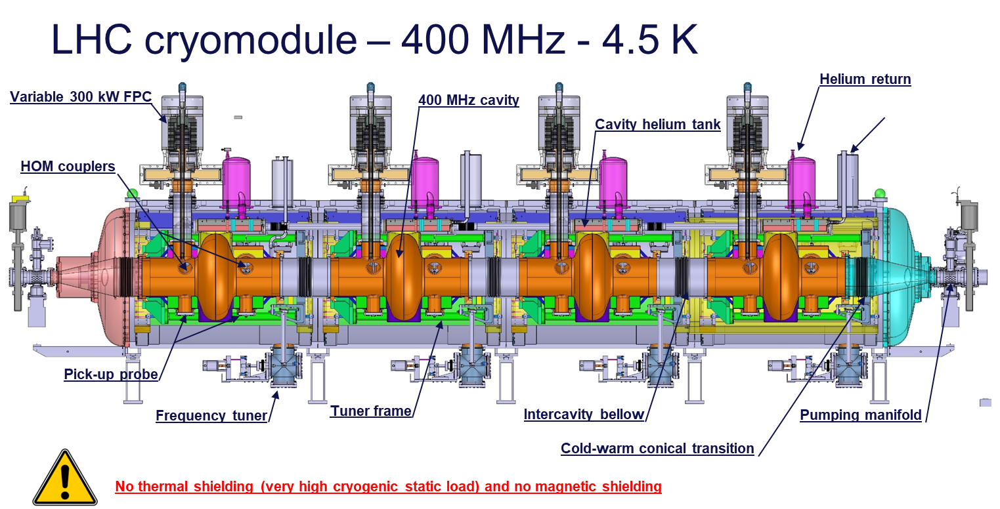 LHC cryomodule – 400 MHz - 4.5 K
Helium return
Variable 300 kW FPC
400 MHz cavity
Cavity helium tank
HOM couplers
Pick-up probe
Frequency tuner
Tuner frame
Intercavity bellow
Pumping manifold
Cold-warm conical transition
No thermal shielding (very high cryogenic static load) and no magnetic shielding